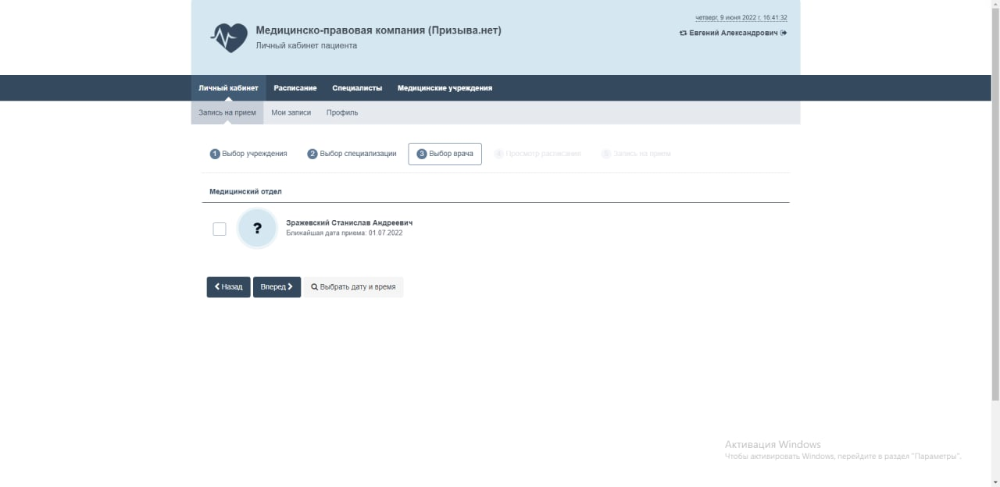 четверг, 9 июня 2022 г. 16:41:32
Медицинско-правовая компания (Призыва.нет)
Евгений Александрович
Личный кабинет пациента
Личный кабинет Расписание Специалисты Медицинские учреждения
Запись на прием Мои записи Профиль
1 Выбор учреждения 2 Выбор специализации 3 Выбор врача 4 Просмотр расписания 5 Запись на прием
Медицинский отдел
?
Зражевский Станислав Андреевич
Ближайшая дата приема: 01.07.2022
Назад Вперед Выбрать дату и время
Активация Windows
Чтобы активировать Windows, перейдите в раздел "Параметры".